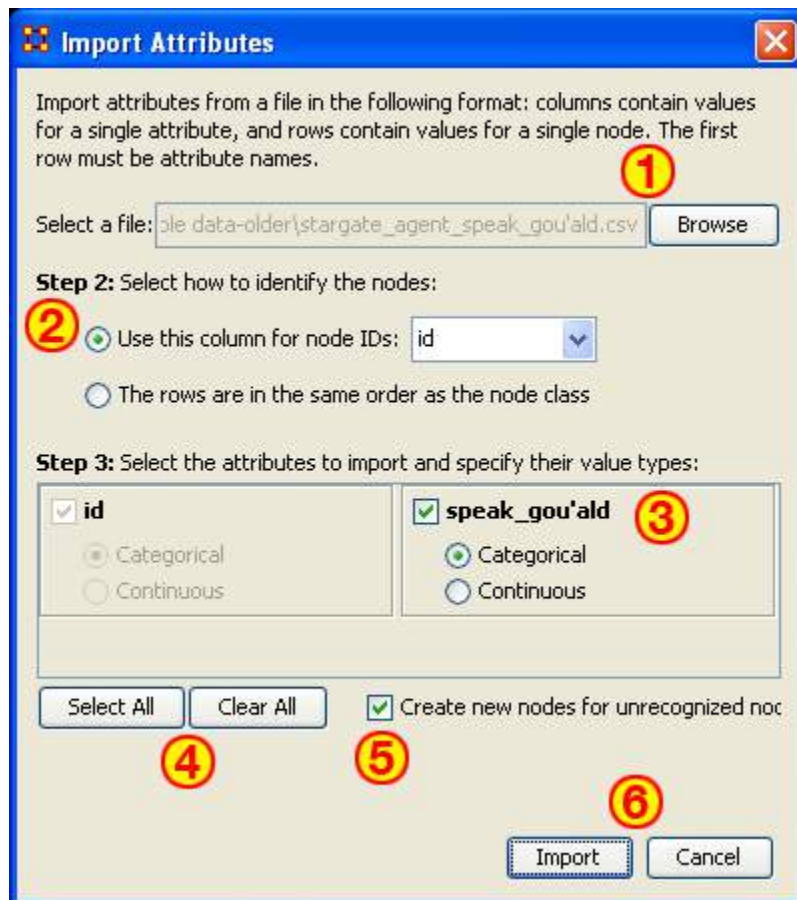 Import Attributes
Import attributes from a file in the following format: columns contain values
for a single attribute, and rows contain values for a single node. The first
row must be attribute names.
1
Select a file: ple data-older\stargate_agent_speak_gou'ald.csv Browse
Step 2: Select how to identify the nodes:
2
Use this column for node IDs: id
The rows are in the same order as the node class
Step 3: Select the attributes to import and specify their value types:
id speak_gou'ald 3
Categorical Categorical
Continuous Continuous
Select All Clear All Create new nodes for unrecognized
4 5
6
Import Cancel